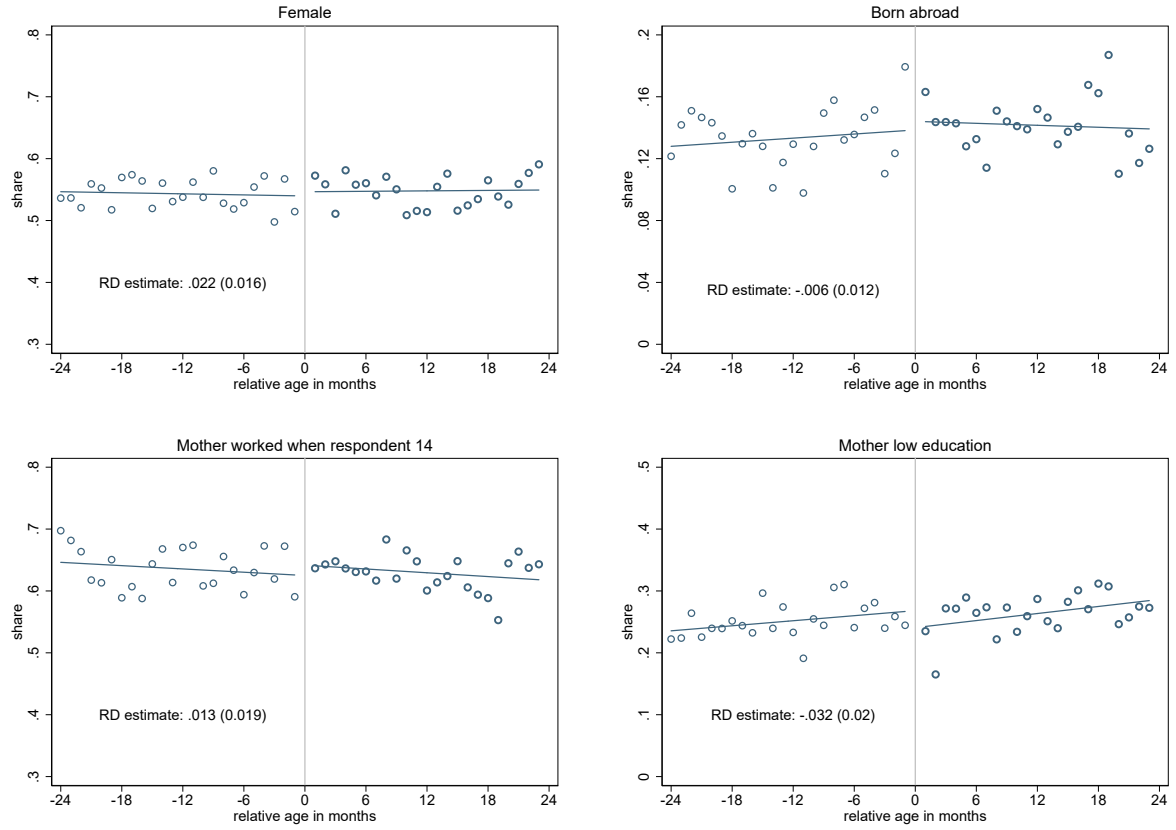 Female
.8
.7
.6
.5
.4
.3
share
RD estimate: .022 (0.016)
-24 -18 -12 -6 0 6 12 18 24
relative age in months
Born abroad
.2
.16
.12
.08
.04
0
share
RD estimate: -.006 (0.012)
-24 -18 -12 -6 0 6 12 18 24
relative age in months
Mother worked when respondent 14
.8
.7
.6
.5
.4
.3
share
RD estimate: .013 (0.019)
-24 -18 -12 -6 0 6 12 18 24
relative age in months
Mother low education
.5
.4
.3
.2
.1
0
share
RD estimate: -.032 (0.02)
-24 -18 -12 -6 0 6 12 18 24
relative age in months